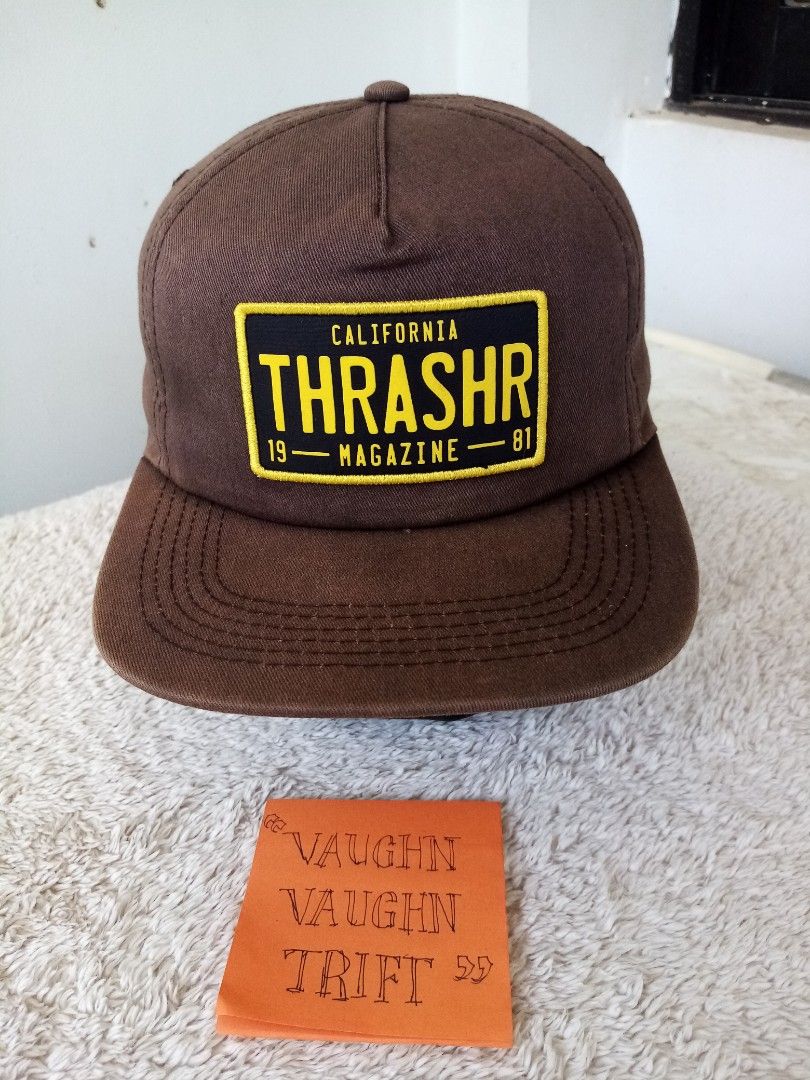 CALIFORNIA
THRASHR
19 — MAGAZINE — 81
“VAUGHN
VAUGHN
TRIFT”